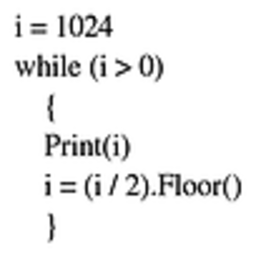 i = 1024
while (i > 0)
{
Print(i)
i = (i / 2).Floor()
}